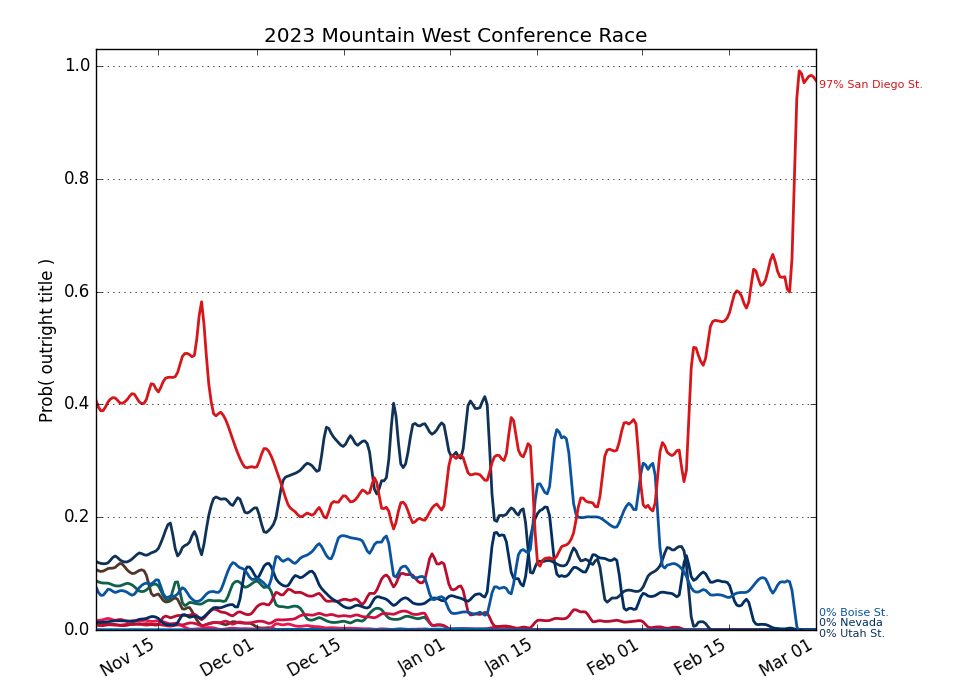 2023 Mountain West Conference Race
Prob( outright title )
1.0
0.8
0.6
0.4
0.2
0.0
97% San Diego St.
0% Boise St.
0% Nevada
0% Utah St.
Nov 15
Dec 01
Dec 15
Jan 01
Jan 15
Feb 01
Feb 15
Mar 01